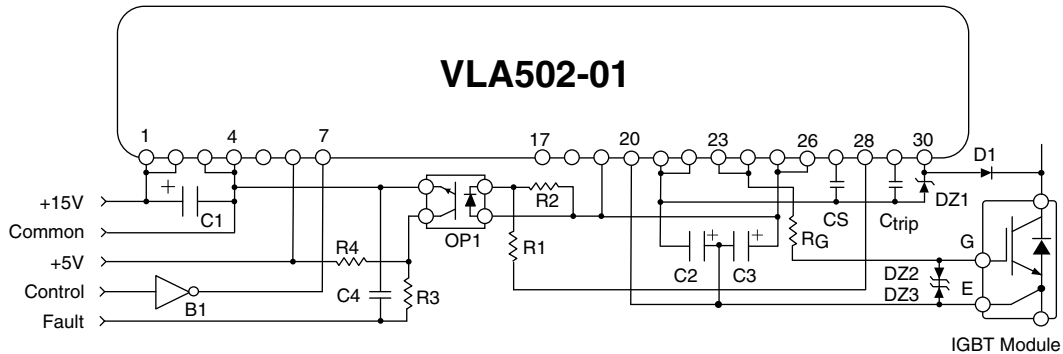 VLA502-01
1 4 7 17 20 23 26 28 30
D1
+15V
+ C1
Common
OP1
R2
CS
Ctrip
DZ1
+5V
R4
R1
C2 + + C3
RG
G
Control
B1
C4
R3
DZ2
DZ3
E
Fault
IGBT Module